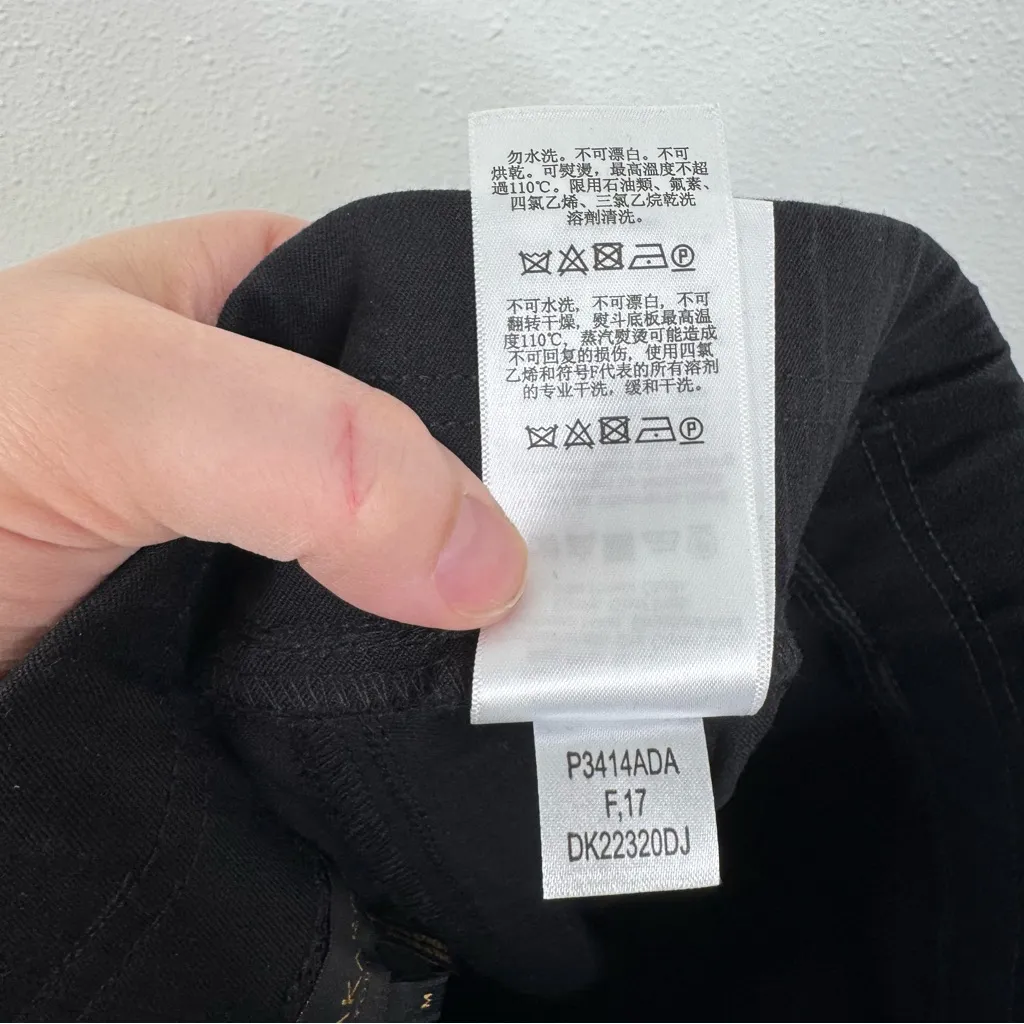 勿水洗。不可漂白。不可
烘乾。可熨燙，最高溫度不超
過110℃。限用石油類、氟素、
四氯乙烯、三氯乙烷乾洗
溶劑清洗。
P
不可水洗, 不可漂白, 不可
翻转干燥, 熨斗底板最高温
度110℃, 蒸汽熨烫可能造成
不可回复的损伤, 使用四氯
乙烯和符号F代表的所有溶剂
的专业干洗, 缓和干洗。
P
P3414ADA
F,17
DK22320DJ
M